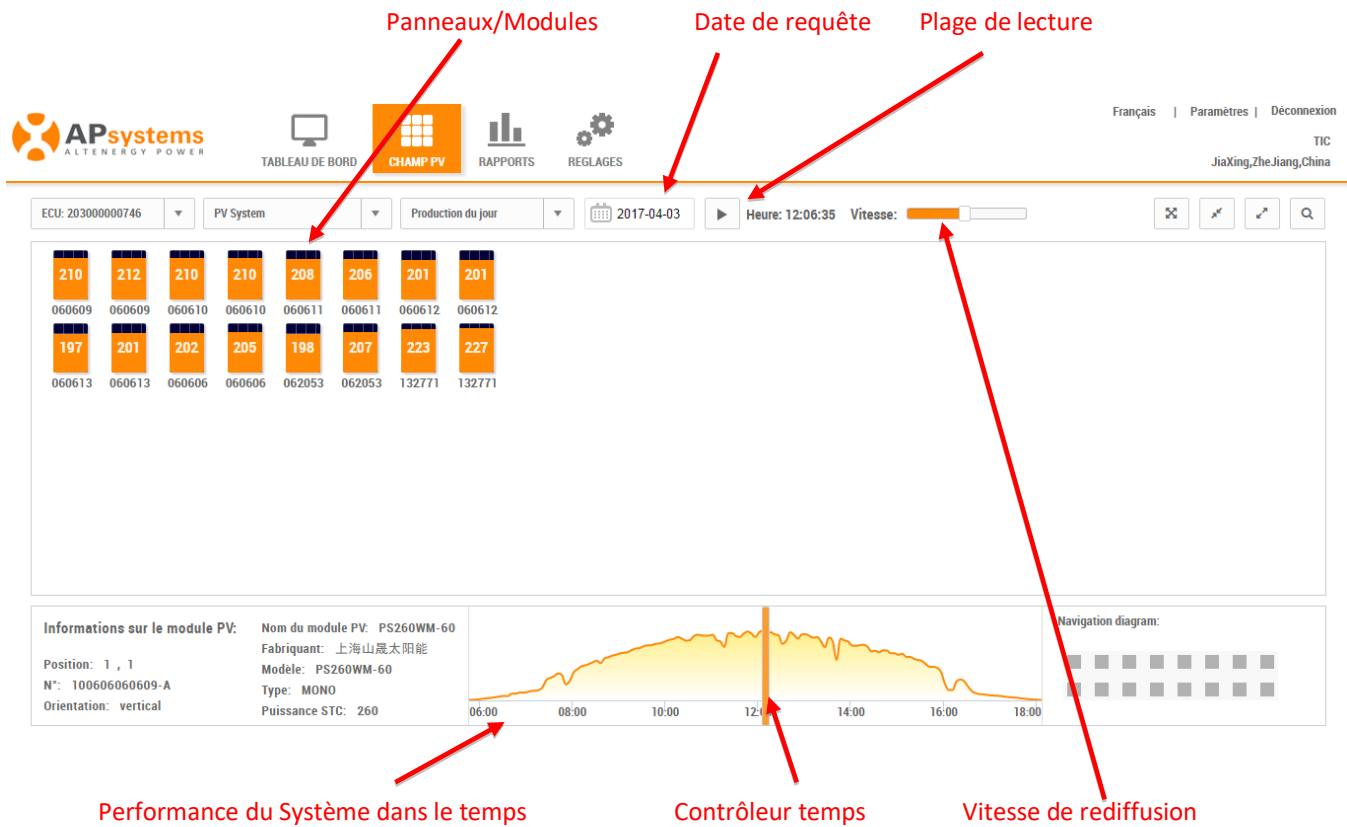 Panneaux/Modules Date de requête Plage de lecture
Français | Paramètres | Déconnexion
APsystems
ALTENERGY POWER
TIC
TABLEAU DE BORD CHAMP PV RAPPORTS REGLAGES
JiaXing,ZheJiang,China
ECU: 203000000746 PV System Production du jour 2017-04-03 Heure: 12:06:35 Vitesse:
210 212 210 210 208 206 201 201
060609 060609 060610 060610 060611 060611 060612 060612
197 201 202 205 198 207 223 227
060613 060613 060606 060606 062053 062053 132771 132771
Informations sur le module PV:
Position: 1 , 1
N°: 100606060609-A
Orientation: vertical
Nom du module PV: PS260WM-60
Fabriquant: 上海山晟太阳能
Modèle: PS260WM-60
Type: MONO
Puissance STC: 260
06:00 08:00 10:00 14:00 16:00 18:00
Navigation diagram:
Performance du Système dans le temps Contrôleur temps Vitesse de rediffusion